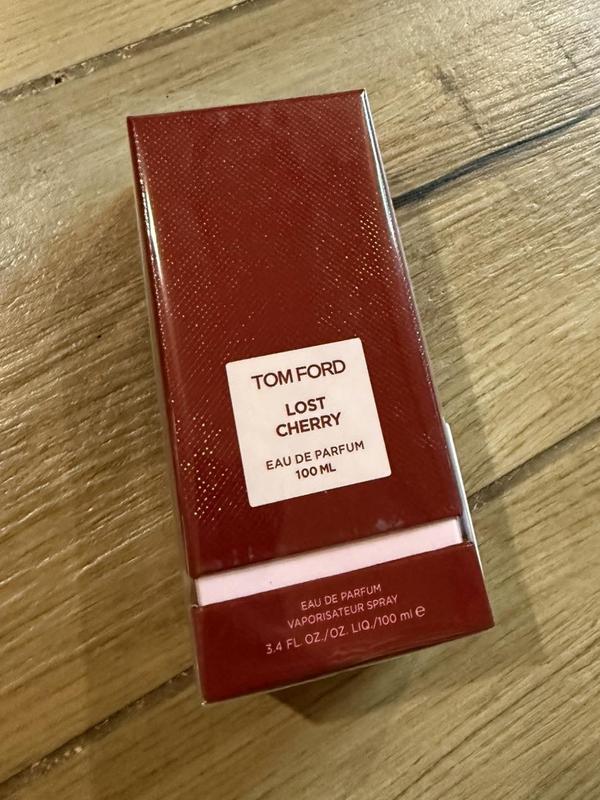 TOM FORD
LOST
CHERRY
EAU DE PARFUM
100 ML
EAU DE PARFUM
VAPORISATEUR SPRAY
3.4 FL. OZ./OZ. LIQ./100 ml ℮